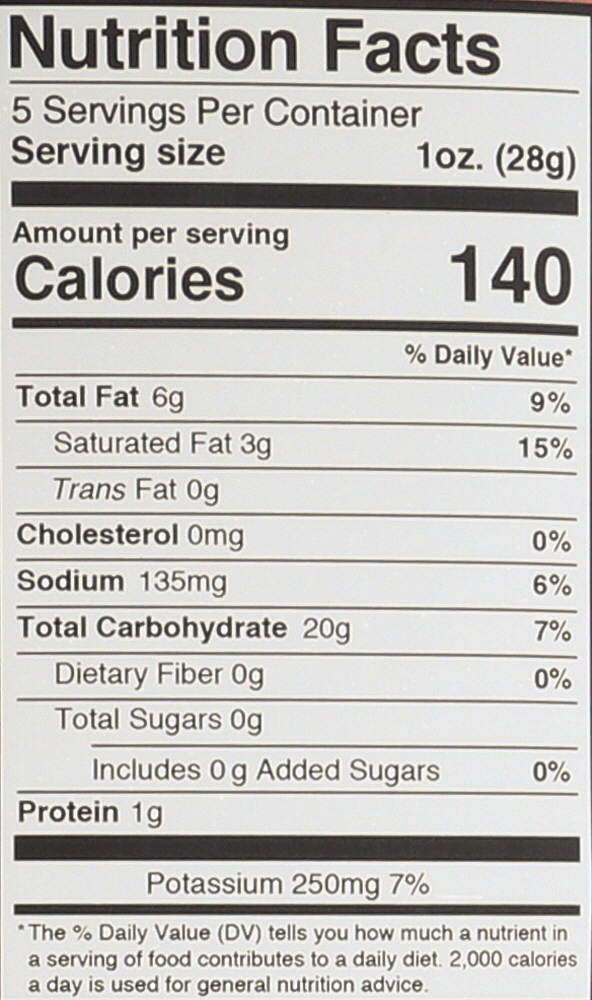 Nutrition Facts
5 Servings Per Container
Serving size 1oz. (28g)
Amount per serving
Calories 140
% Daily Value*
Total Fat 6g 9%
Saturated Fat 3g 15%
Trans Fat 0g
Cholesterol 0mg 0%
Sodium 135mg 6%
Total Carbohydrate 20g 7%
Dietary Fiber 0g 0%
Total Sugars 0g
Includes 0 g Added Sugars 0%
Protein 1g
Potassium 250mg 7%
*The % Daily Value (DV) tells you how much a nutrient in
a serving of food contributes to a daily diet. 2,000 calories
a day is used for general nutrition advice.